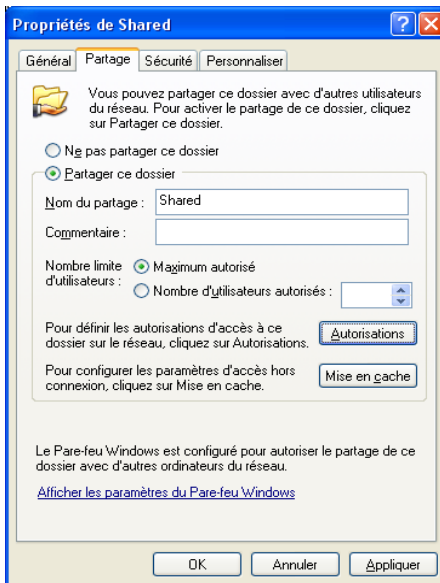 Propriétés de Shared
Général Partage Sécurité Personnaliser
Vous pouvez partager ce dossier avec d'autres utilisateurs
du réseau. Pour activer le partage de ce dossier, cliquez
sur Partager ce dossier.
Ne pas partager ce dossier
Partager ce dossier
Nom du partage : Shared
Commentaire :
Nombre limite
d'utilisateurs :
Maximum autorisé
Nombre d'utilisateurs autorisés :
Pour définir les autorisations d'accès à ce
dossier sur le réseau, cliquez sur Autorisations.
Autorisations
Pour configurer les paramètres d'accès hors
connexion, cliquez sur Mise en cache.
Mise en cache
Le Pare-feu Windows est configuré pour autoriser le partage de ce
dossier avec d'autres ordinateurs du réseau.
Afficher les paramètres du Pare-feu Windows
OK Annuler Appliquer